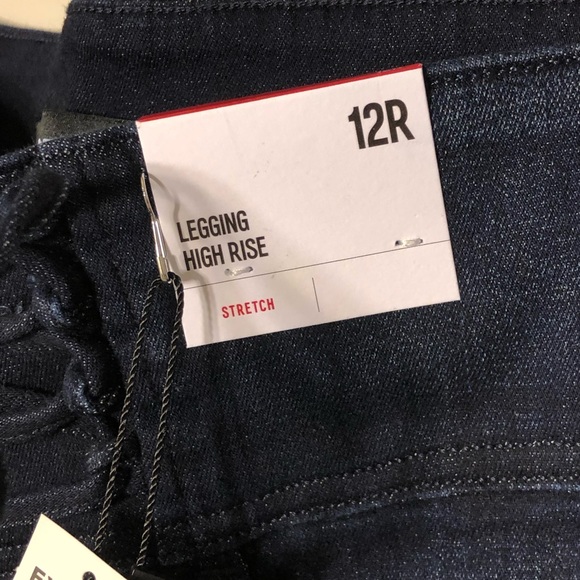 12R
LEGGING
HIGH RISE
STRETCH